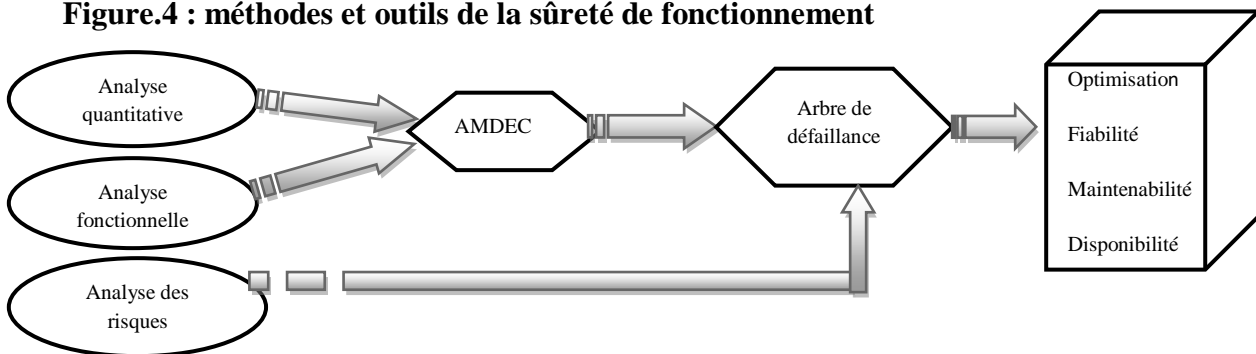 Figure.4 : méthodes et outils de la sûreté de fonctionnement
Analyse
quantitative
Analyse
fonctionnelle
Analyse des
risques
AMDEC
Arbre de
défaillance
Optimisation
Fiabilité
Maintenabilité
Disponibilité